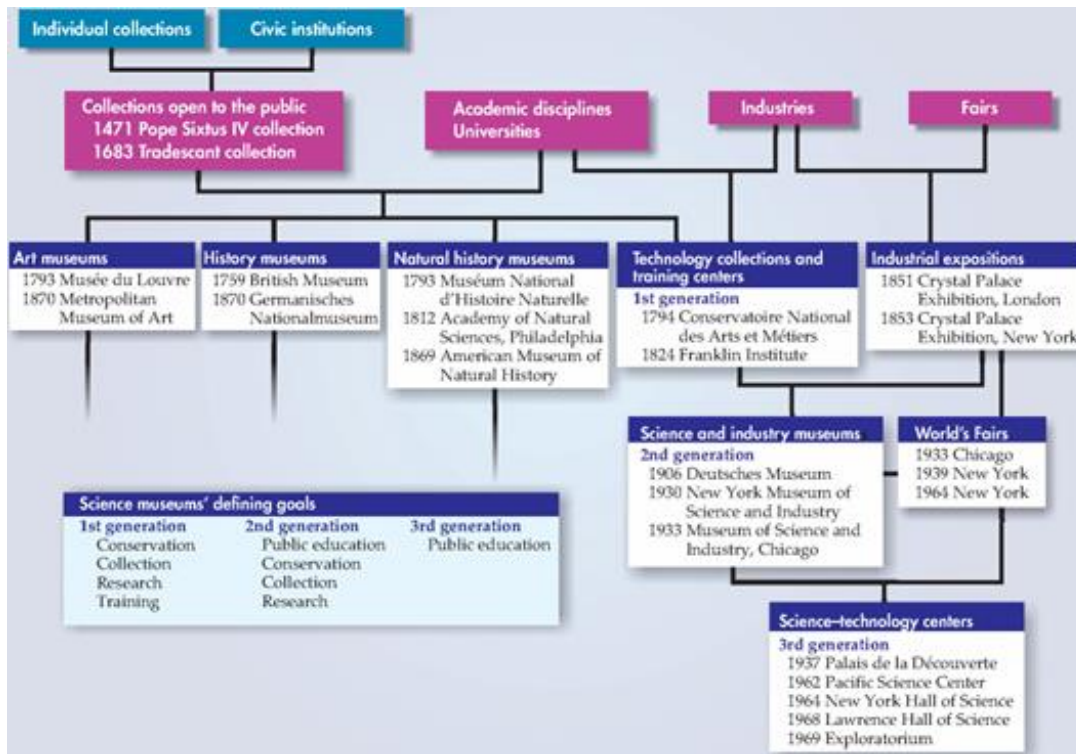 Individual collections
Civic institutions
Collections open to the public
1471 Pope Sixtus IV collection
1683 Tradescant collection
Academic disciplines
Universities
Industries
Fairs
Art museums
1793 Musée du Louvre
1870 Metropolitan
Museum of Art
History museums
1759 British Museum
1870 Germanisches
Nationalmuseum
Natural history museums
1793 Muséum National
d'Histoire Naturelle
1812 Academy of Natural
Sciences, Philadelphia
1869 American Museum of
Natural History
Technology collections and
training centers
1st generation
1794 Conservatoire National
des Arts et Métiers
1824 Franklin Institute
Industrial expositions
1851 Crystal Palace
Exhibition, London
1853 Crystal Palace
Exhibition, New York
Science and industry museums
2nd generation
1906 Deutsches Museum
1930 New York Museum of
Science and Industry
1933 Museum of Science and
Industry, Chicago
World's Fairs
1933 Chicago
1939 New York
1964 New York
Science museums' defining goals
1st generation
Conservation
Collection
Research
Training
2nd generation
Public education
Conservation
Collection
Research
3rd generation
Public education
Science–technology centers
3rd generation
1937 Palais de la Découverte
1962 Pacific Science Center
1964 New York Hall of Science
1968 Lawrence Hall of Science
1969 Exploratorium